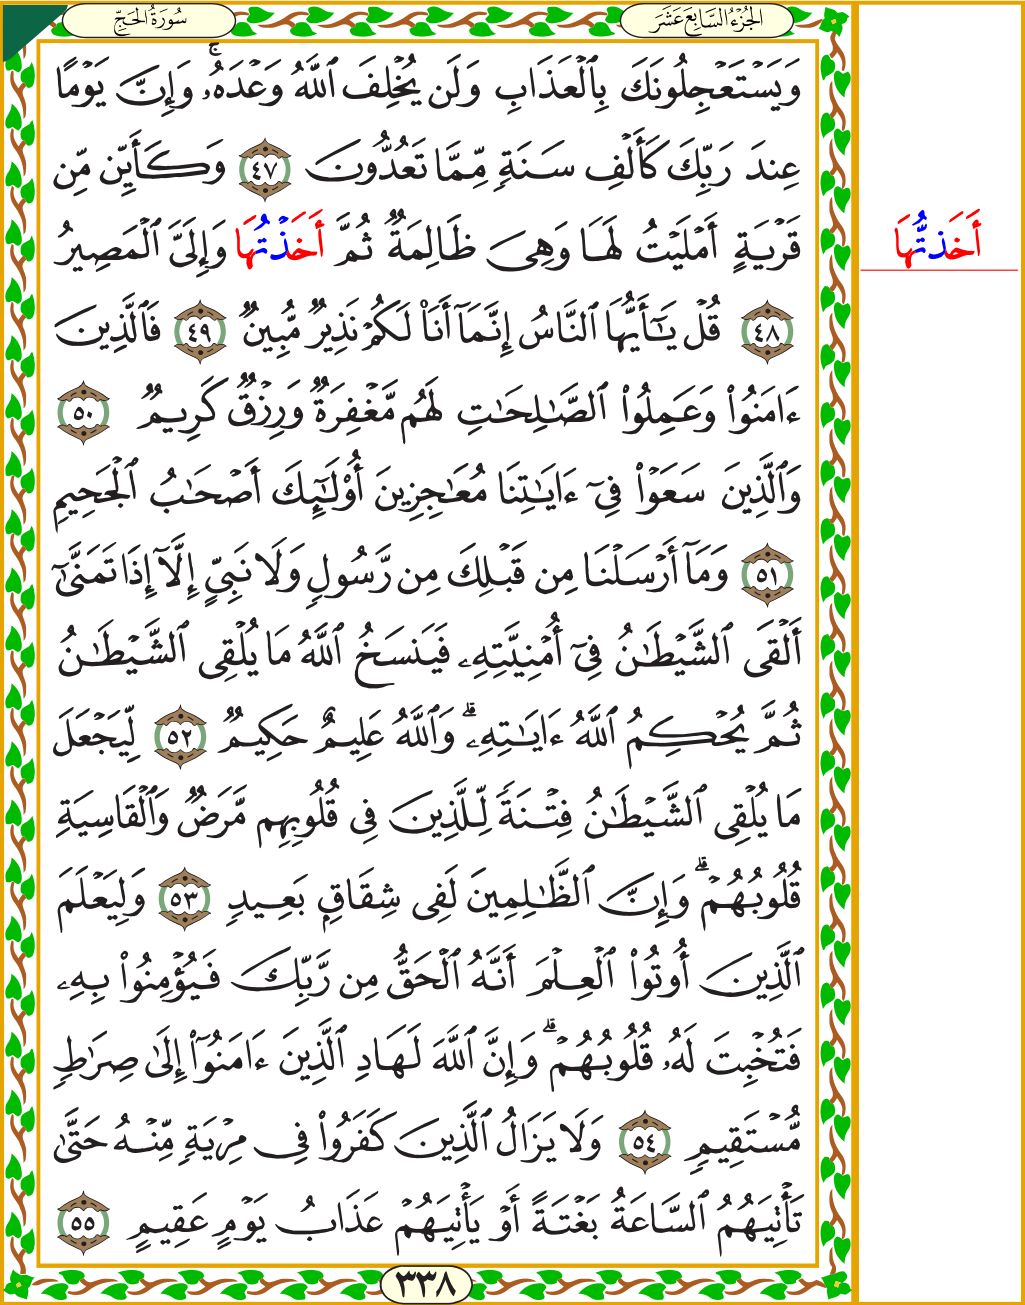 الجُزْءُ السَّابِعَ عَشَرَ
سُورَةُ الحَجِّ
وَيَسْتَعْجِلُونَكَ بِٱلْعَذَابِ وَلَن يُخْلِفَ ٱللَّهُ وَعْدَهُۥۚ وَإِنَّ يَوْمًا
عِندَ رَبِّكَ كَأَلْفِ سَنَةٍ مِّمَّا تَعُدُّونَ ٤٧ وَكَأَيِّن مِّن
قَرْيَةٍ أَمْلَيْتُ لَهَا وَهِىَ ظَالِمَةٌ ثُمَّ أَخَذْتُهَا وَإِلَىَّ ٱلْمَصِيرُ
أَخَذتُّهَا
٤٨ قُلْ يَٰٓأَيُّهَا ٱلنَّاسُ إِنَّمَآ أَنَا۠ لَكُمْ نَذِيرٌ مُّبِينٌ ٤٩ فَٱلَّذِينَ
ءَامَنُوا۟ وَعَمِلُوا۟ ٱلصَّٰلِحَٰتِ لَهُم مَّغْفِرَةٌ وَرِزْقٌ كَرِيمٌ ٥٠
وَٱلَّذِينَ سَعَوْا۟ فِىٓ ءَايَٰتِنَا مُعَٰجِزِينَ أُو۟لَٰٓئِكَ أَصْحَٰبُ ٱلْجَحِيمِ
٥١ وَمَآ أَرْسَلْنَا مِن قَبْلِكَ مِن رَّسُولٍ وَلَا نَبِىٍّ إِلَّآ إِذَا تَمَنَّىٰٓ
أَلْقَى ٱلشَّيْطَٰنُ فِىٓ أُمْنِيَّتِهِۦ فَيَنسَخُ ٱللَّهُ مَا يُلْقِى ٱلشَّيْطَٰنُ
ثُمَّ يُحْكِمُ ٱللَّهُ ءَايَٰتِهِۦۗ وَٱللَّهُ عَلِيمٌ حَكِيمٌ ٥٢ لِّيَجْعَلَ
مَا يُلْقِى ٱلشَّيْطَٰنُ فِتْنَةً لِّلَّذِينَ فِى قُلُوبِهِم مَّرَضٌ وَٱلْقَاسِيَةِ
قُلُوبُهُمْۗ وَإِنَّ ٱلظَّٰلِمِينَ لَفِى شِقَاقٍ بَعِيدٍ ٥٣ وَلِيَعْلَمَ
ٱلَّذِينَ أُوتُوا۟ ٱلْعِلْمَ أَنَّهُ ٱلْحَقُّ مِن رَّبِّكَ فَيُؤْمِنُوا۟ بِهِۦ
فَتُخْبِتَ لَهُۥ قُلُوبُهُمْۗ وَإِنَّ ٱللَّهَ لَهَادِ ٱلَّذِينَ ءَامَنُوٓا۟ إِلَىٰ صِرَٰطٍ
مُّسْتَقِيمٍ ٥٤ وَلَا يَزَالُ ٱلَّذِينَ كَفَرُوا۟ فِى مِرْيَةٍ مِّنْهُ حَتَّىٰ
تَأْتِيَهُمُ ٱلسَّاعَةُ بَغْتَةً أَوْ يَأْتِيَهُمْ عَذَابُ يَوْمٍ عَقِيمٍ ٥٥
٣٣٨